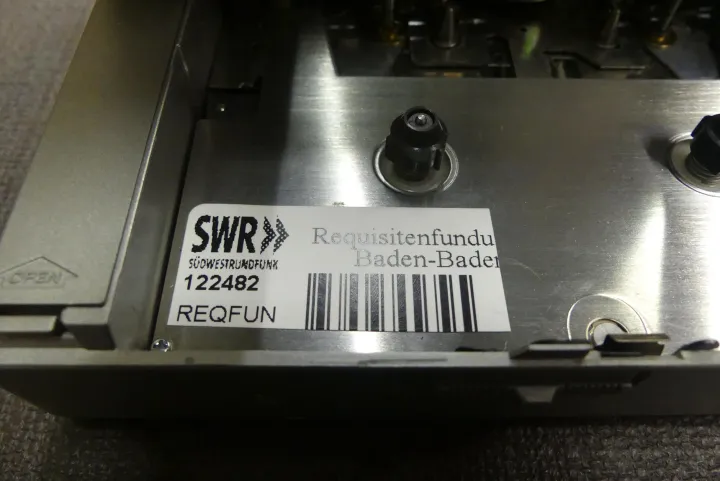 OPEN
SWR
SÜDWESTRUNDFUNK
122482
REQFUN
Requisitenfundu
Baden-Baden